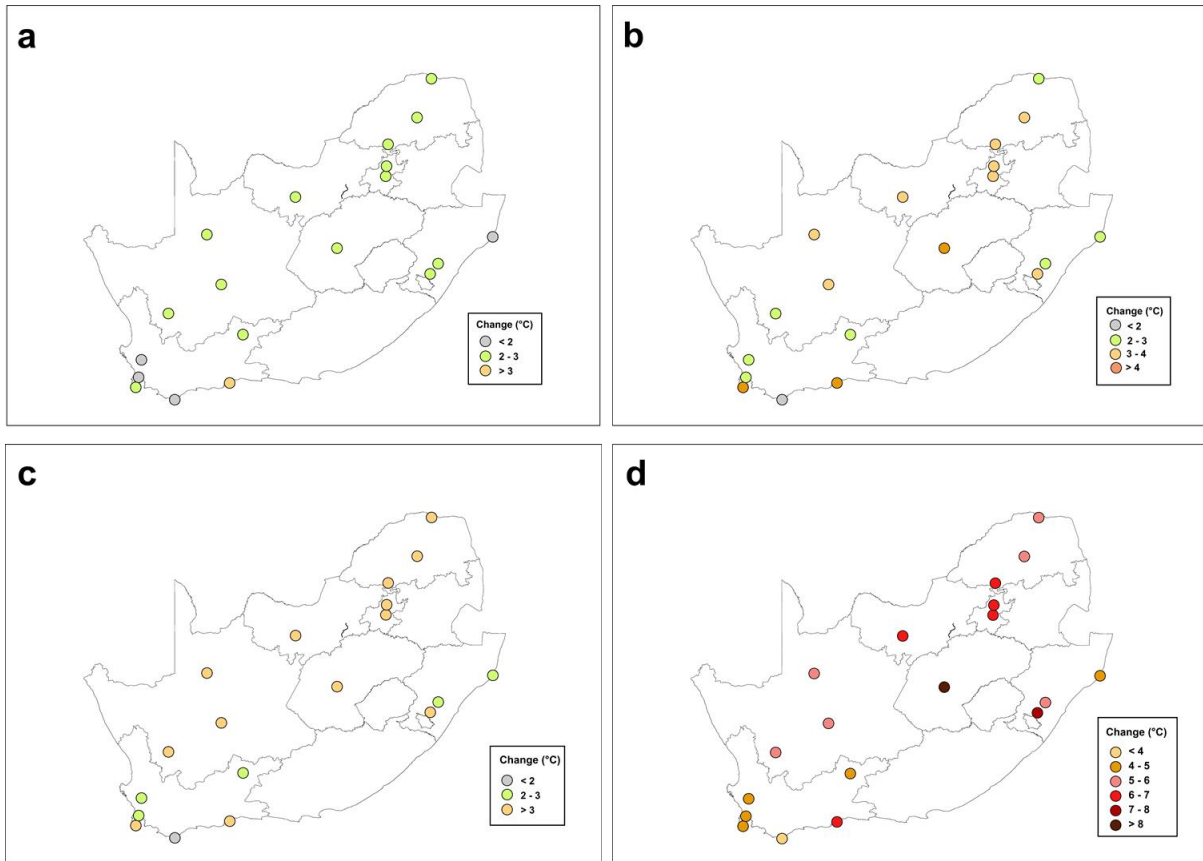 a
Change (°C)
< 2
2 - 3
> 3
b
Change (°C)
< 2
2 - 3
3 - 4
> 4
c
Change (°C)
< 2
2 - 3
> 3
d
Change (°C)
< 4
4 - 5
5 - 6
6 - 7
7 - 8
> 8